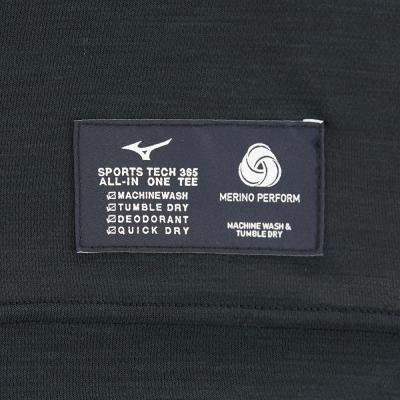 SPORTS TECH 365
ALL-IN ONE TEE
☑MACHINEWASH
☑TUMBLE DRY
☑DEODORANT
☑QUICK DRY
MERINO PERFORM
MACHINE WASH &
TUMBLE DRY